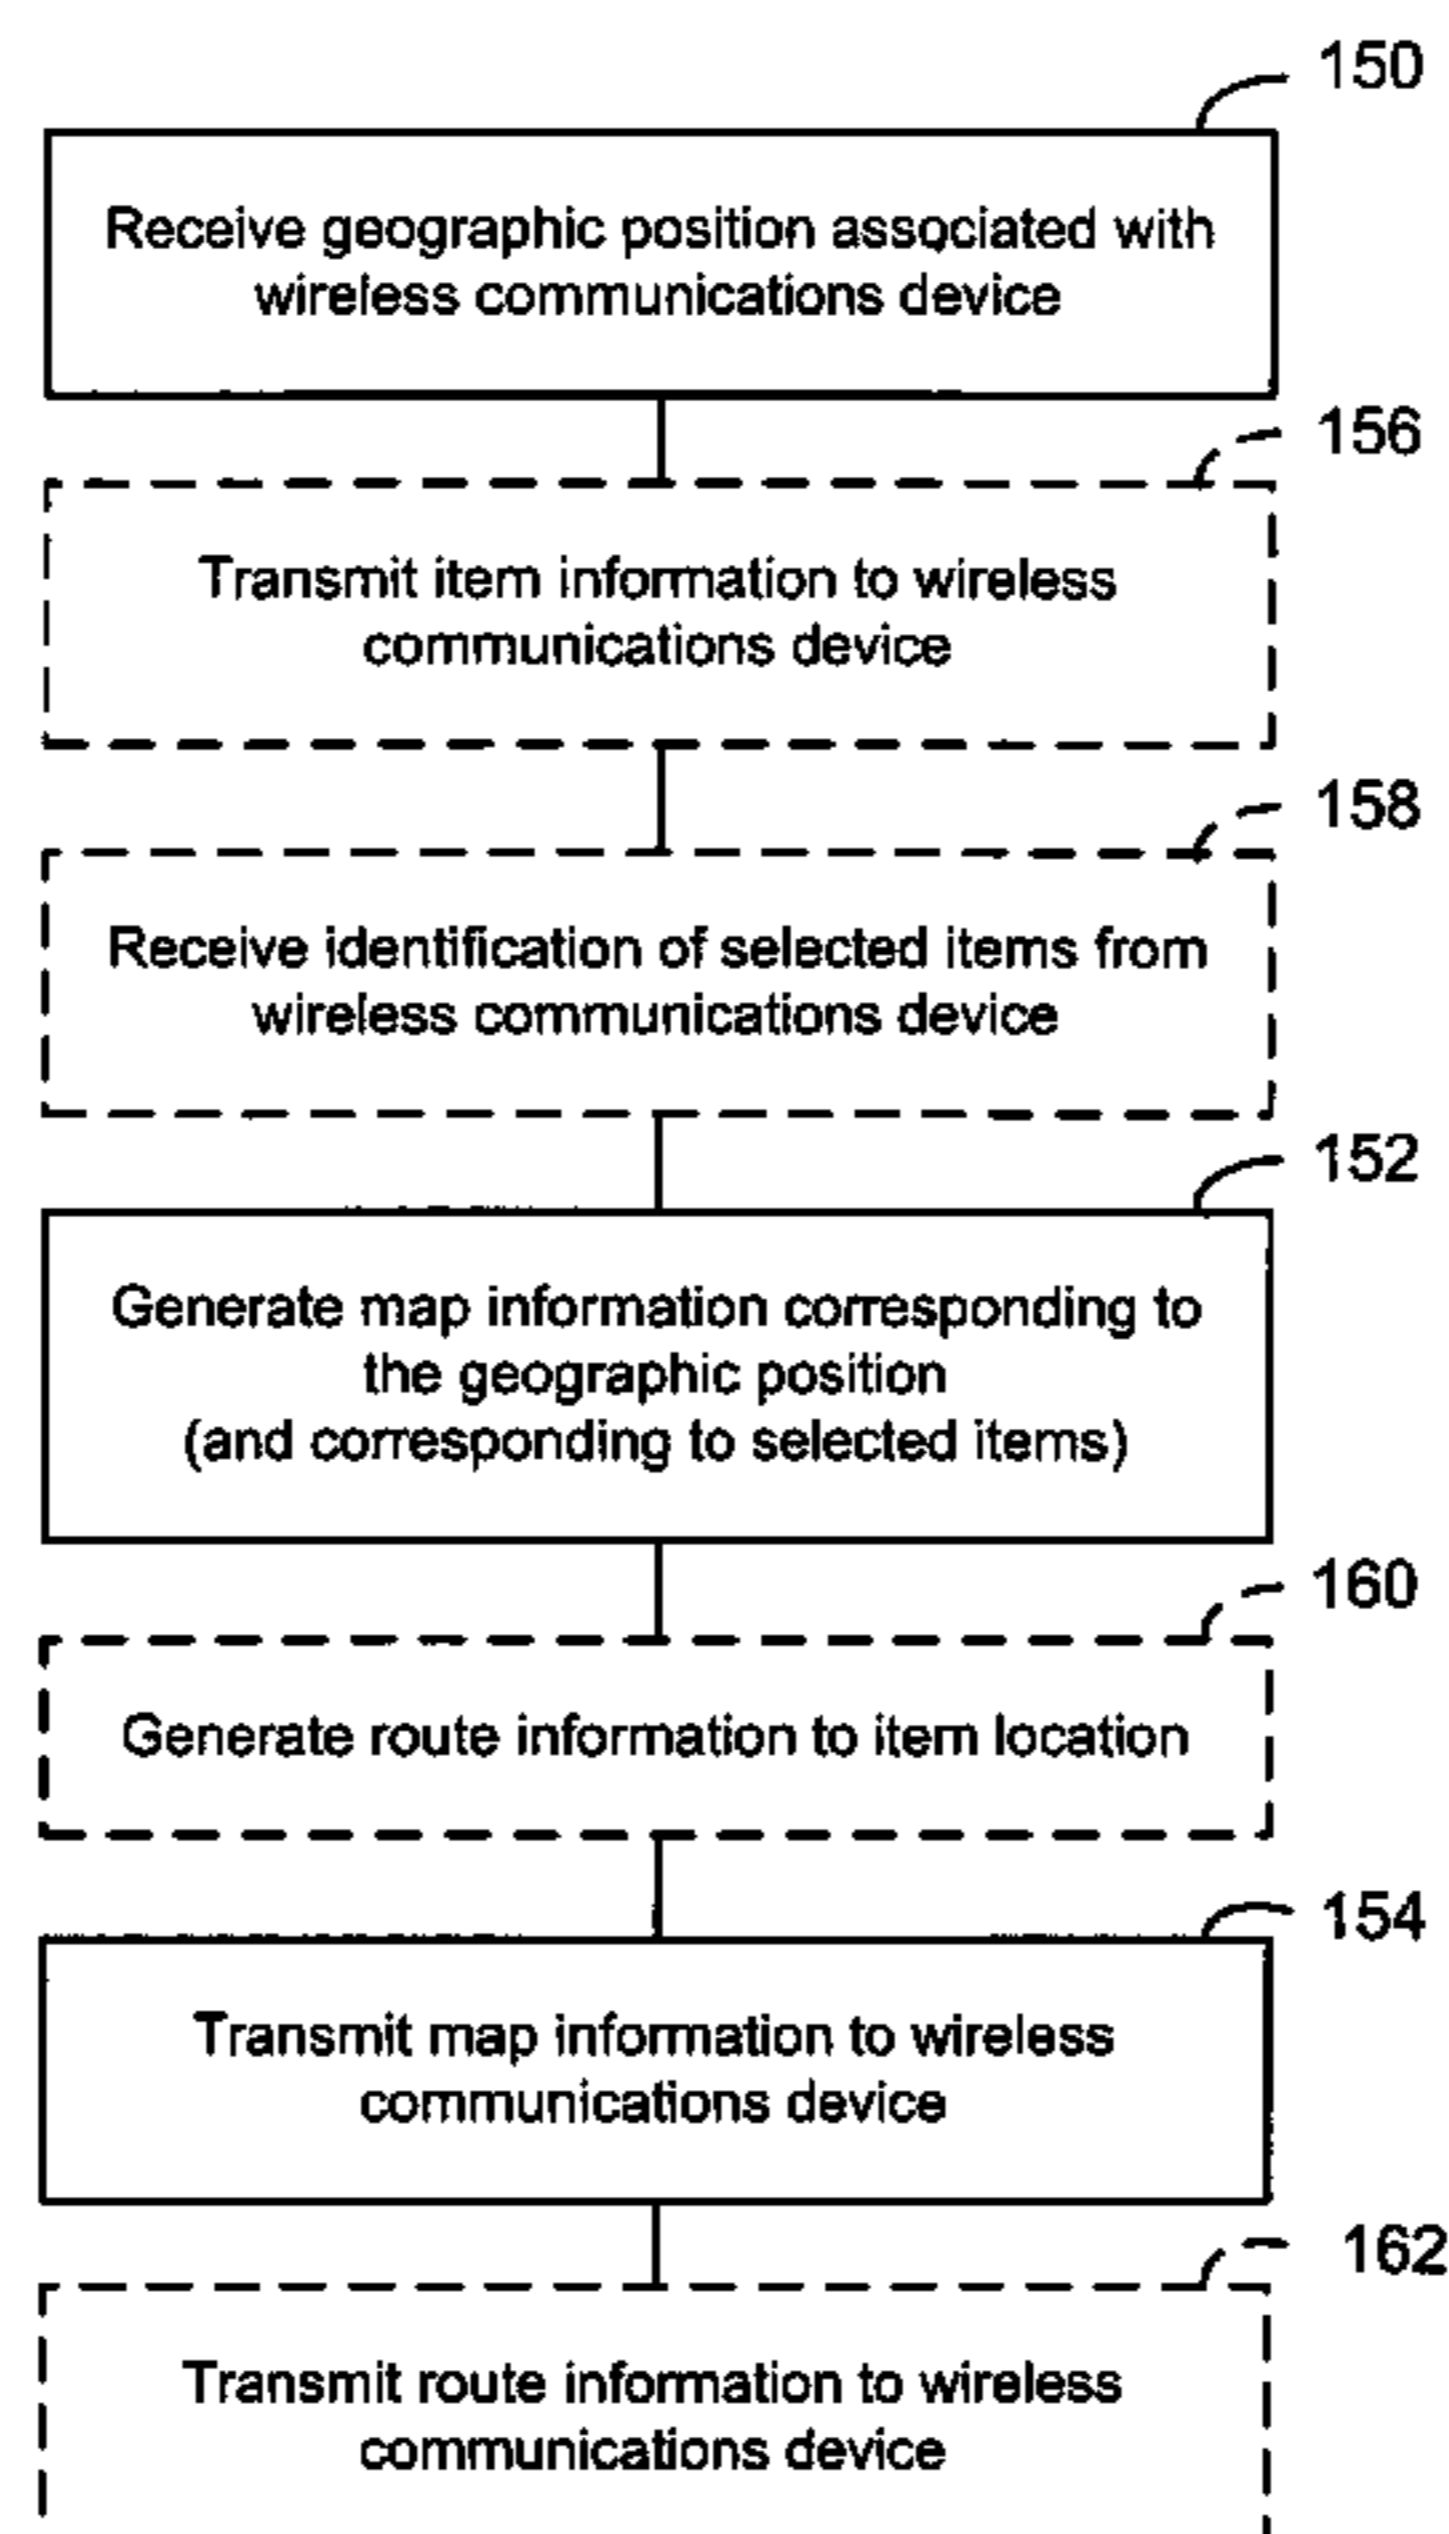 150
Receive geographic position associated with
wireless communications device
156
Transmit item information to wireless
communications device
158
Receive identification of selected items from
wireless communications device
152
Generate map information corresponding to
the geographic position
(and corresponding to selected items)
160
Generate route information to item location
154
Transmit map information to wireless
communications device
162
Transmit route information to wireless
communications device